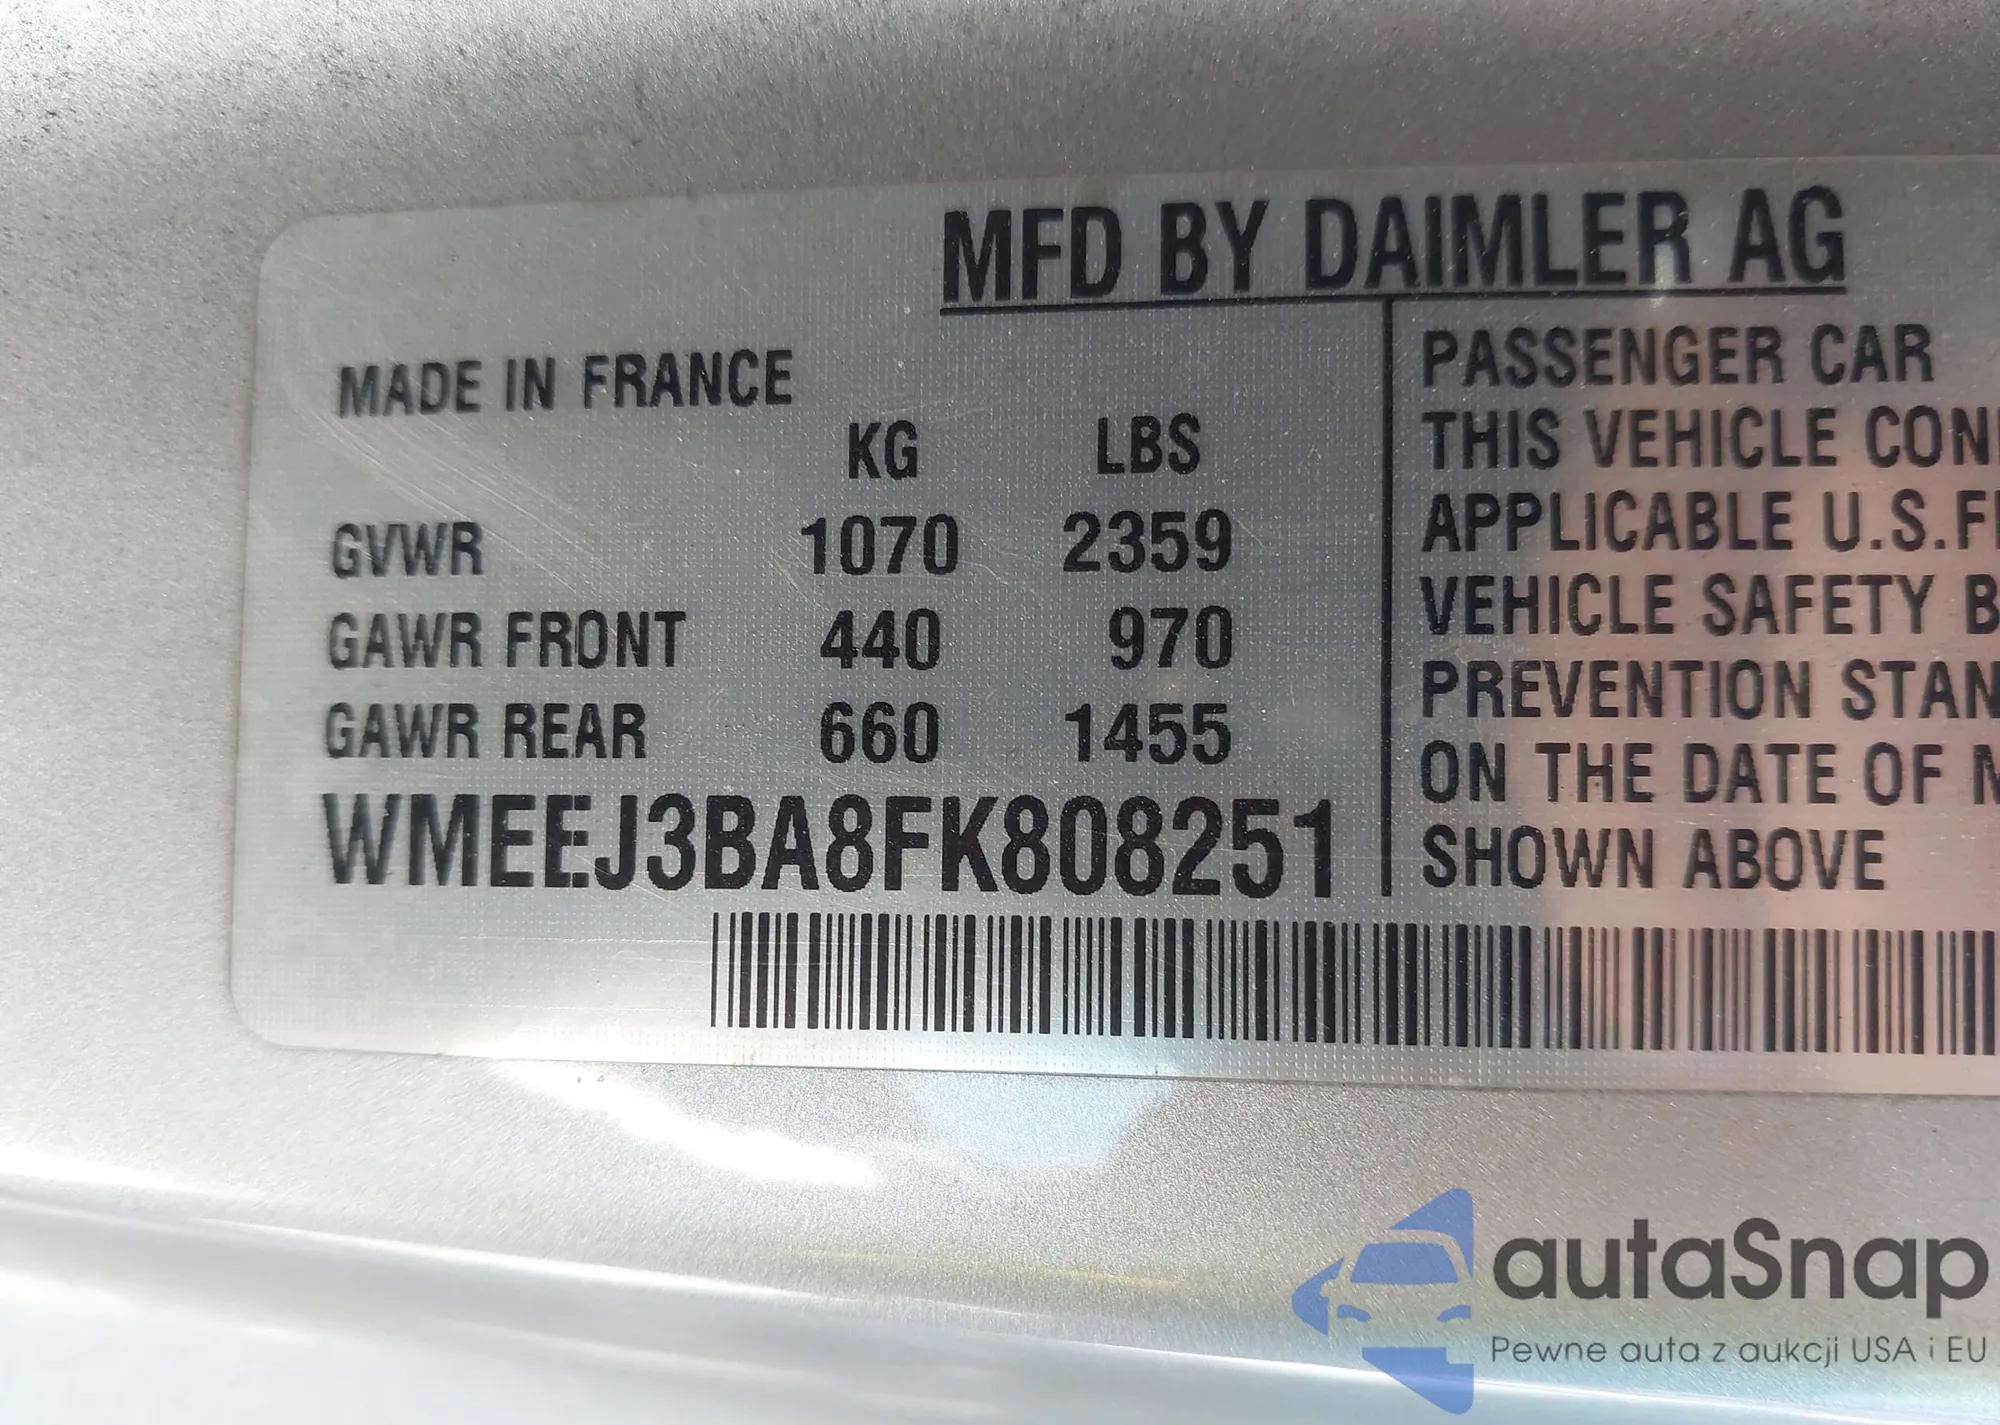 MFD BY DAIMLER AG
MADE IN FRANCE
KG LBS
GVWR 1070 2359
GAWR FRONT 440 970
GAWR REAR 660 1455
WMEEJ3BA8FK808251
PASSENGER CAR
THIS VEHICLE CON
APPLICABLE U.S.F
VEHICLE SAFETY B
PREVENTION STAN
ON THE DATE OF M
SHOWN ABOVE
autaSnap
Pewne auta z aukcji USA i EU